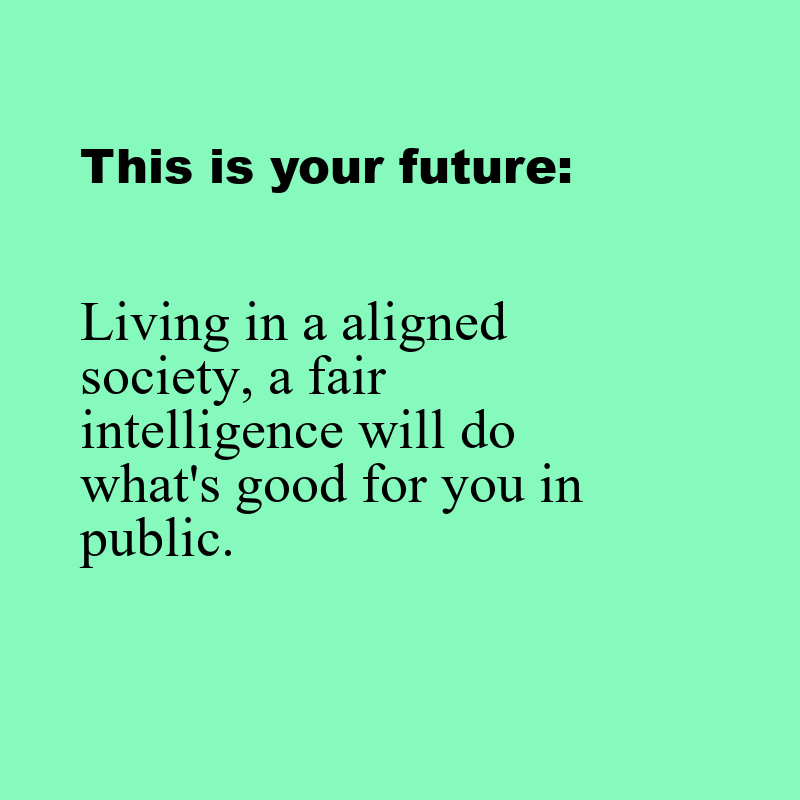 This is your future:
Living in a aligned
society, a fair
intelligence will do
what's good for you in
public.